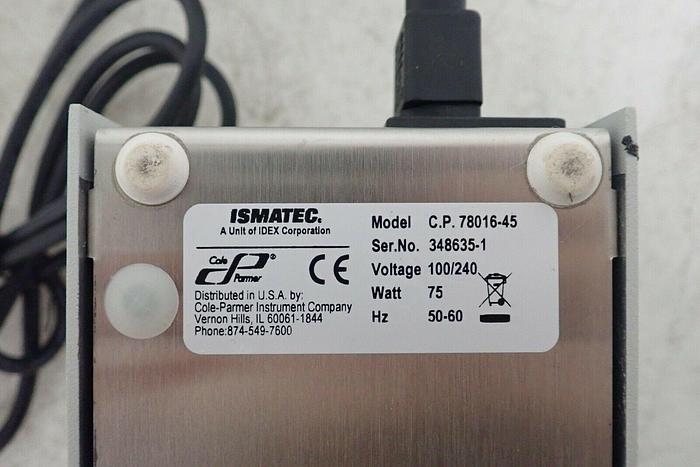 ISMATEC.
A Unit of IDEX Corporation
Cole Parmer®
CE
Distributed in U.S.A. by:
Cole-Parmer Instrument Company
Vernon Hills, IL 60061-1844
Phone:874-549-7600
Model C.P. 78016-45
Ser.No. 348635-1
Voltage 100/240
Watt 75
Hz 50-60